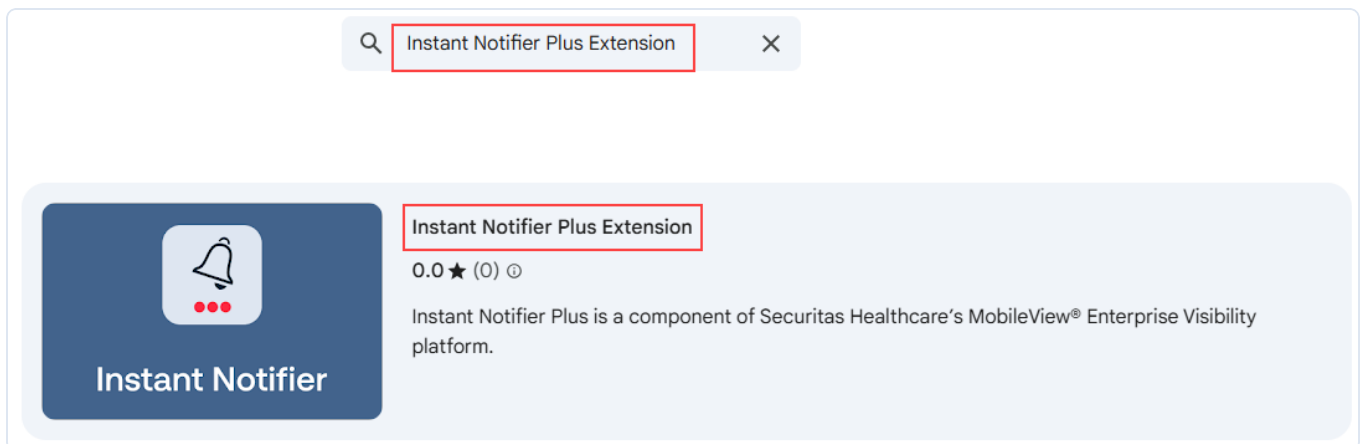 Instant Notifier Plus Extension
Instant Notifier Plus Extension
0.0 ★ (0)
Instant Notifier Plus is a component of Securitas Healthcare's MobileView® Enterprise Visibility
platform.
Instant Notifier